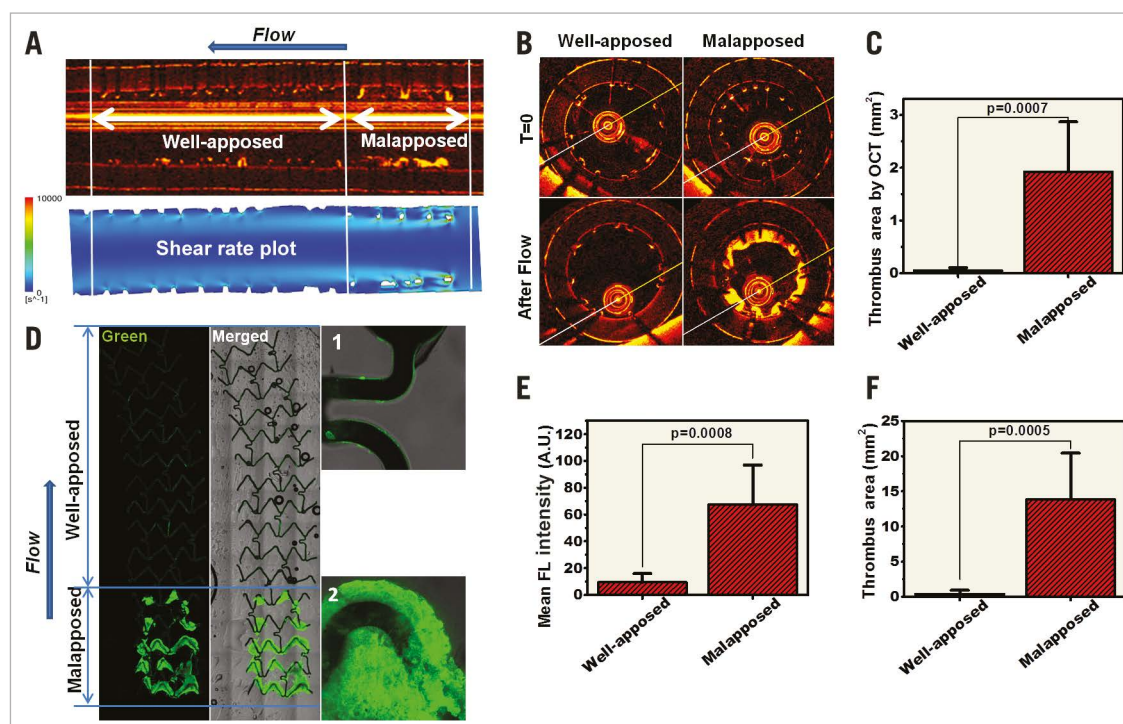 A
Flow
Well-apposed
Malapposed
10000
0
[s^-1]
Shear rate plot
B
Well-apposed
Malapposed
T=0
After Flow
C
Thrombus area by OCT (mm²)
3
2
1
0
p=0.0007
Well-apposed
Malapposed
D
Green
Merged
1
2
Flow
Well-apposed
Malapposed
E
Mean FL intensity (A.U.)
120
100
80
60
40
20
0
p=0.0008
Well-apposed
Malapposed
F
Thrombus area (mm²)
25
20
15
10
5
0
p=0.0005
Well-apposed
Malapposed